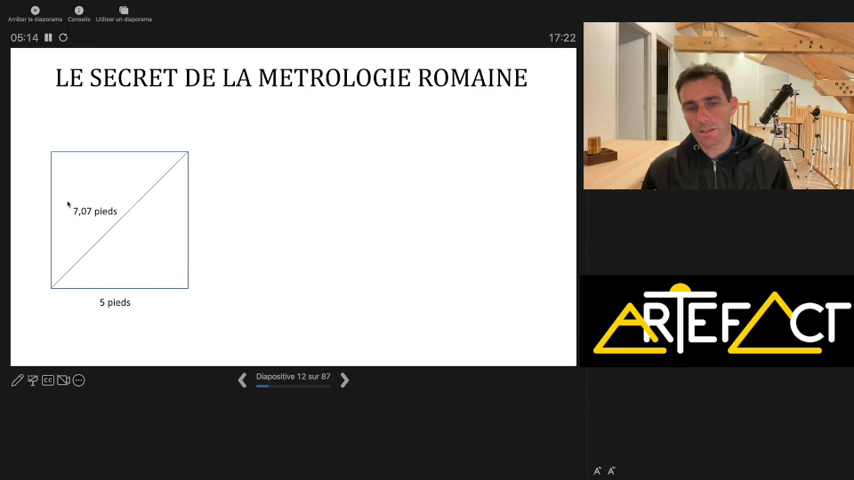 Arrêter le diaporama
Conseils
Utiliser un diaporama
05:14
17:22
LE SECRET DE LA METROLOGIE ROMAINE
7,07 pieds
5 pieds
ARTEFACT
CC
Diapositive 12 sur 87
A A